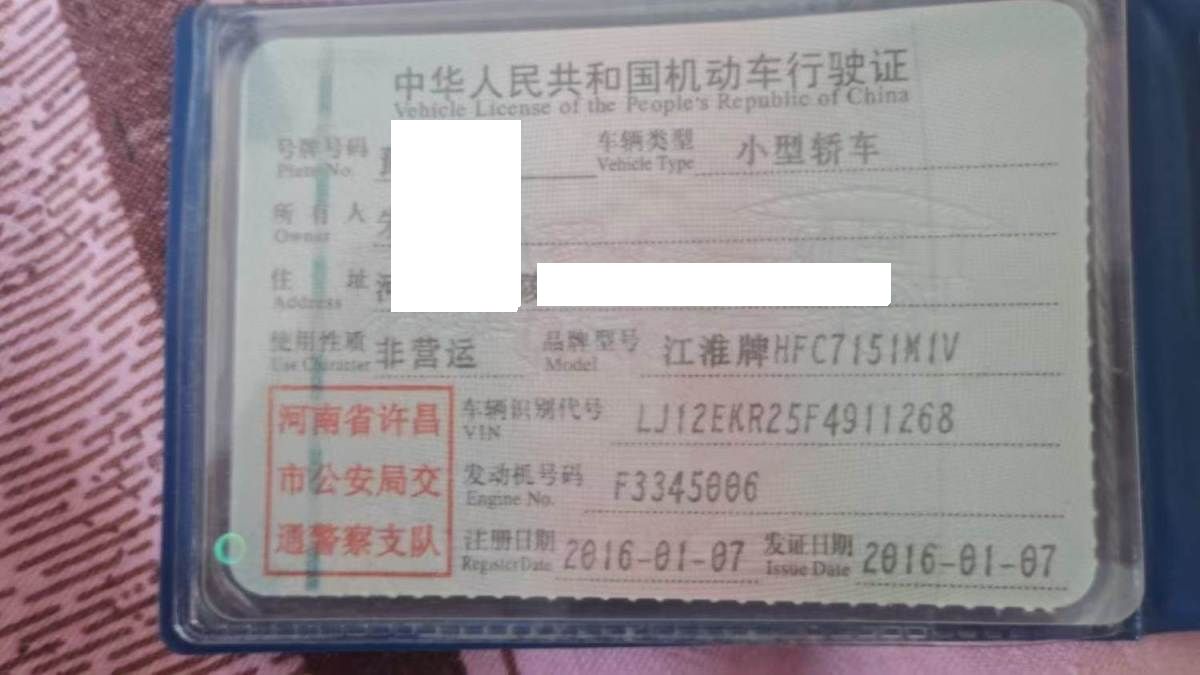 中华人民共和国机动车行驶证
Vehicle License of the People's Republic of China
号牌号码 车辆类型 小型轿车
Plate No. Vehicle Type
所有人
Owner
住址
Address
使用性质 非营运 品牌型号 江淮牌HFC7151M1V
Use Character Model
河南省许昌
市公安局交
通警察支队
车辆识别代号 LJ12EKR25F4911268
VIN
发动机号码 F3345006
Engine No.
注册日期 2016-01-07 发证日期 2016-01-07
Register Date Issue Date